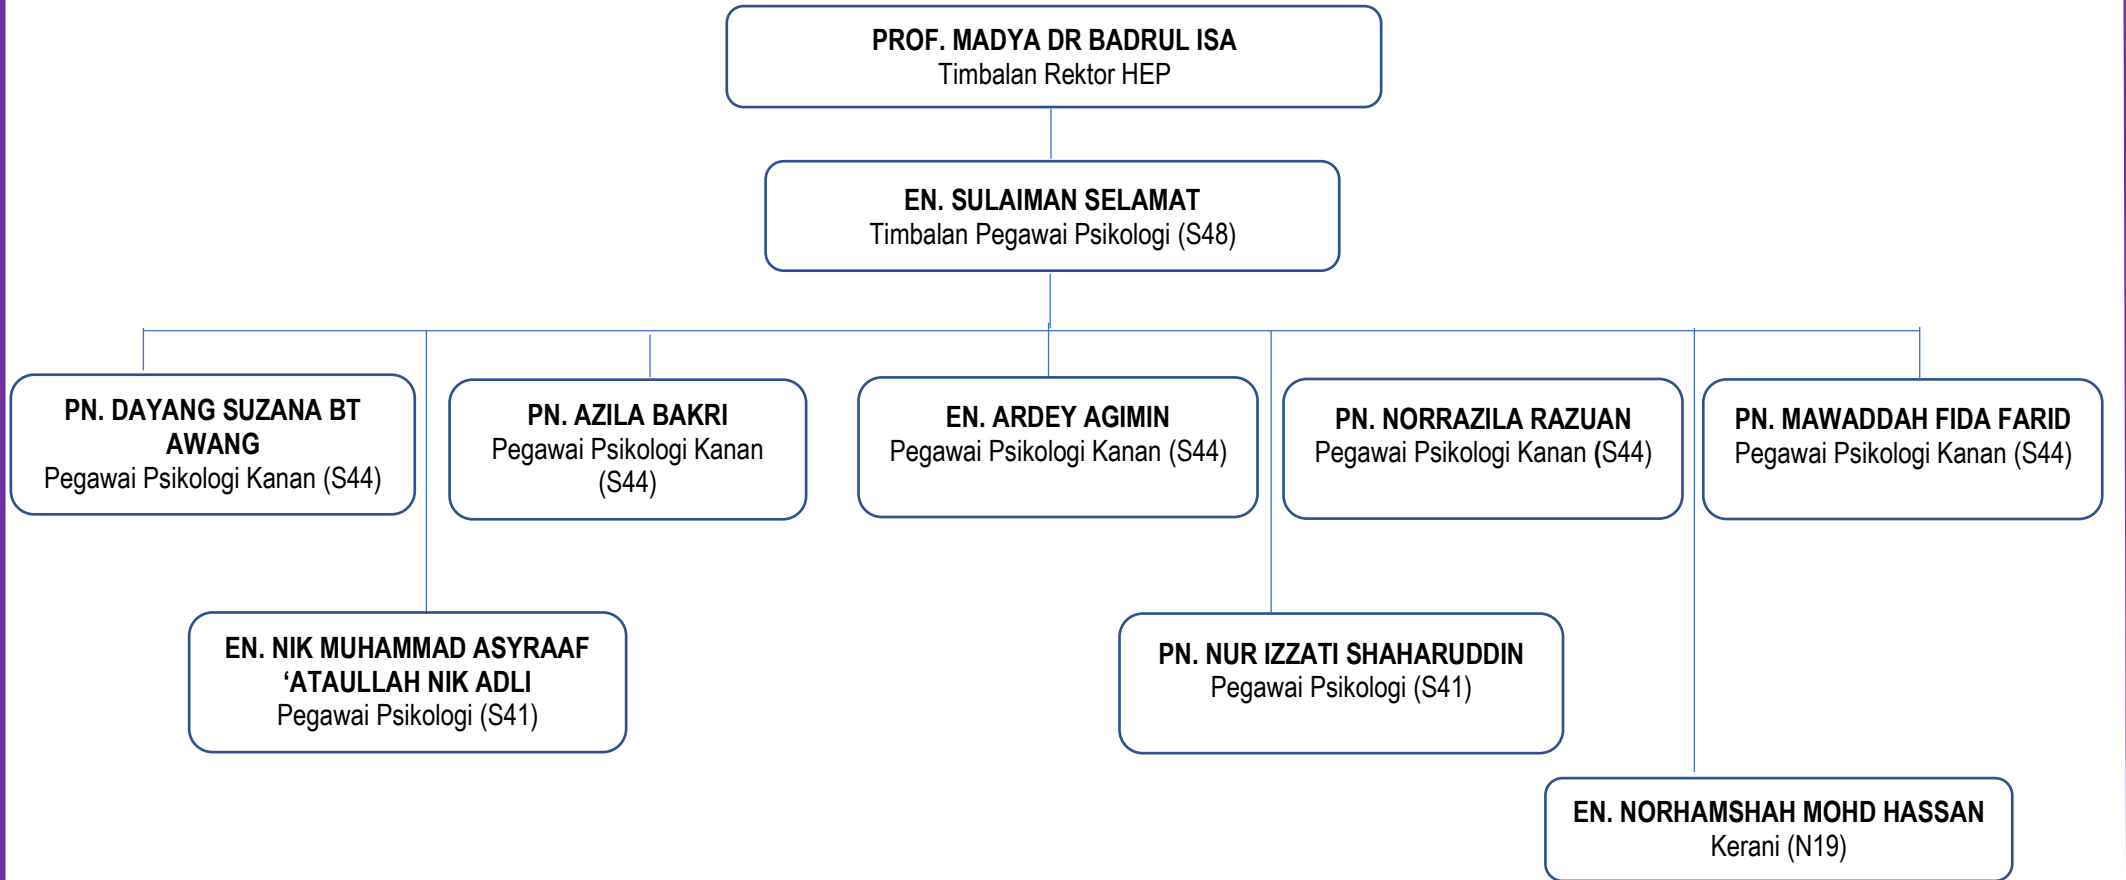 PROF. MADYA DR BADRUL ISA
Timbalan Rektor HEP
EN. SULAIMAN SELAMAT
Timbalan Pegawai Psikologi (S48)
PN. DAYANG SUZANA BT
AWANG
Pegawai Psikologi Kanan (S44)
PN. AZILA BAKRI
Pegawai Psikologi Kanan
(S44)
EN. ARDEY AGIMIN
Pegawai Psikologi Kanan (S44)
PN. NORRAZILA RAZUAN
Pegawai Psikologi Kanan (S44)
PN. MAWADDAH FIDA FARID
Pegawai Psikologi Kanan (S44)
EN. NIK MUHAMMAD ASYRAAF
‘ATAULLAH NIK ADLI
Pegawai Psikologi (S41)
PN. NUR IZZATI SHAHARUDDIN
Pegawai Psikologi (S41)
EN. NORHAMSHAH MOHD HASSAN
Kerani (N19)